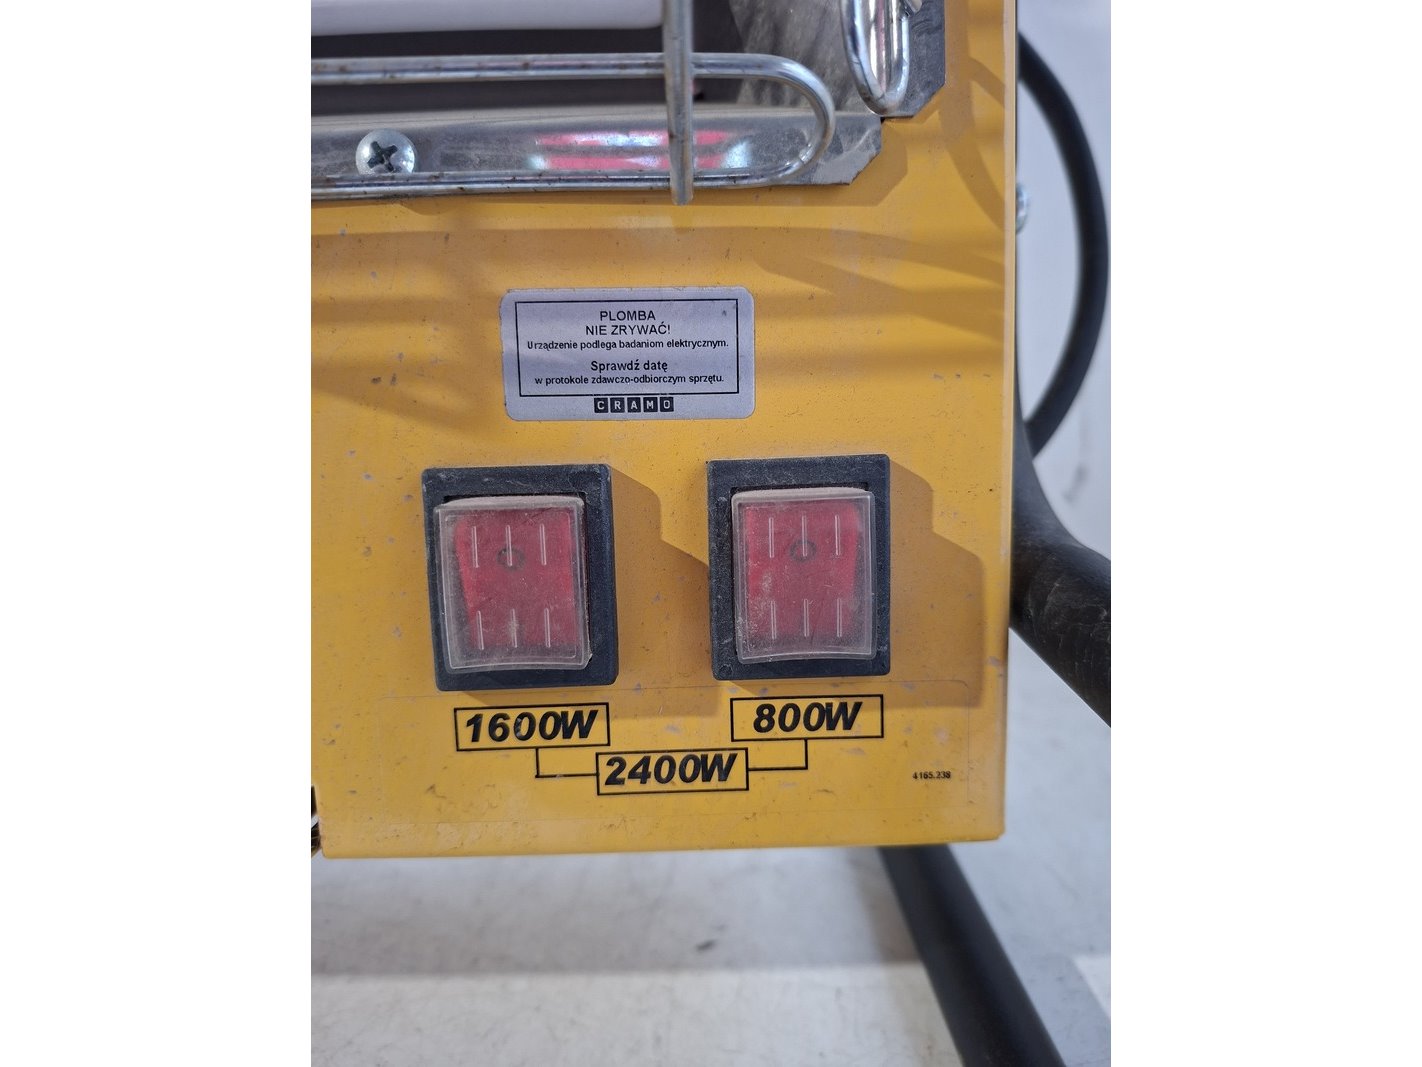 PLOMBA
NIE ZRYWAĆ!
Urządzenie podlega badaniom elektrycznym.
Sprawdź datę
w protokole zdawczo-odbiorczym sprzętu.
CRAMO
1600W
800W
2400W
4165.238